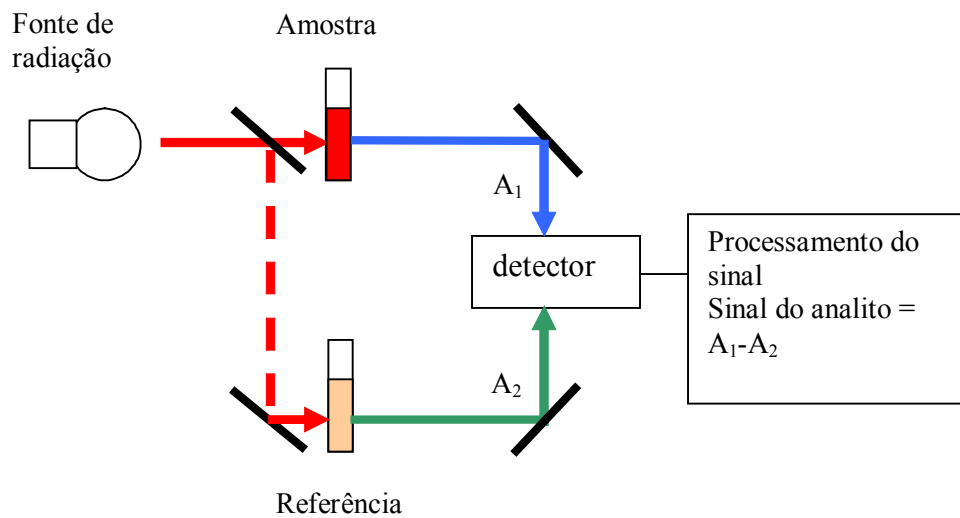 Fonte de
radiação
Amostra
A₁
detector
Processamento do
sinal
Sinal do analito =
A₁-A₂
A₂
Referência